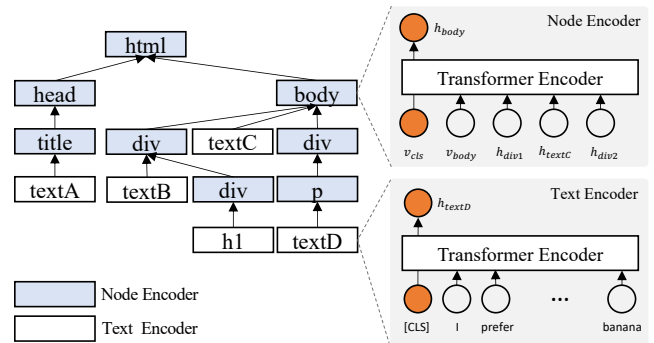 html
head
body
title
div
textC
div
textA
textB
div
p
h1
textD
Node Encoder
Text Encoder
Node Encoder
h_body
Transformer Encoder
v_cls v_body h_div1 h_textC h_div2
Text Encoder
h_textD
Transformer Encoder
[CLS] I prefer ... banana